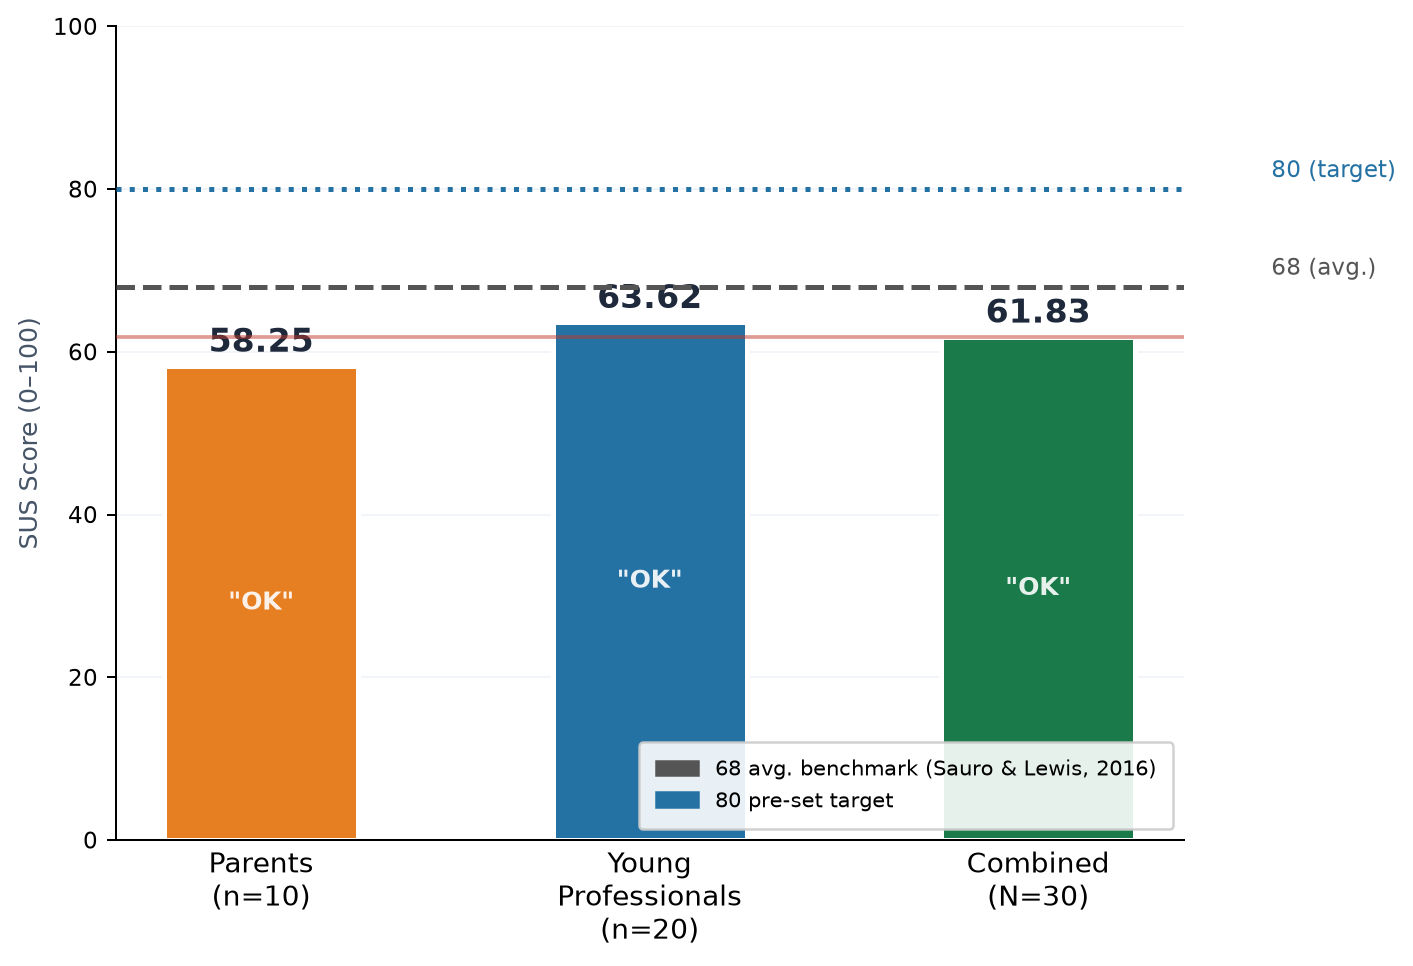 100
80
60
40
20
0
SUS Score (0–100)
80 (target)
68 (avg.)
58.25
63.62
61.83
"OK"
"OK"
"OK"
68 avg. benchmark (Sauro & Lewis, 2016)
80 pre-set target
Parents
(n=10)
Young
Professionals
(n=20)
Combined
(N=30)